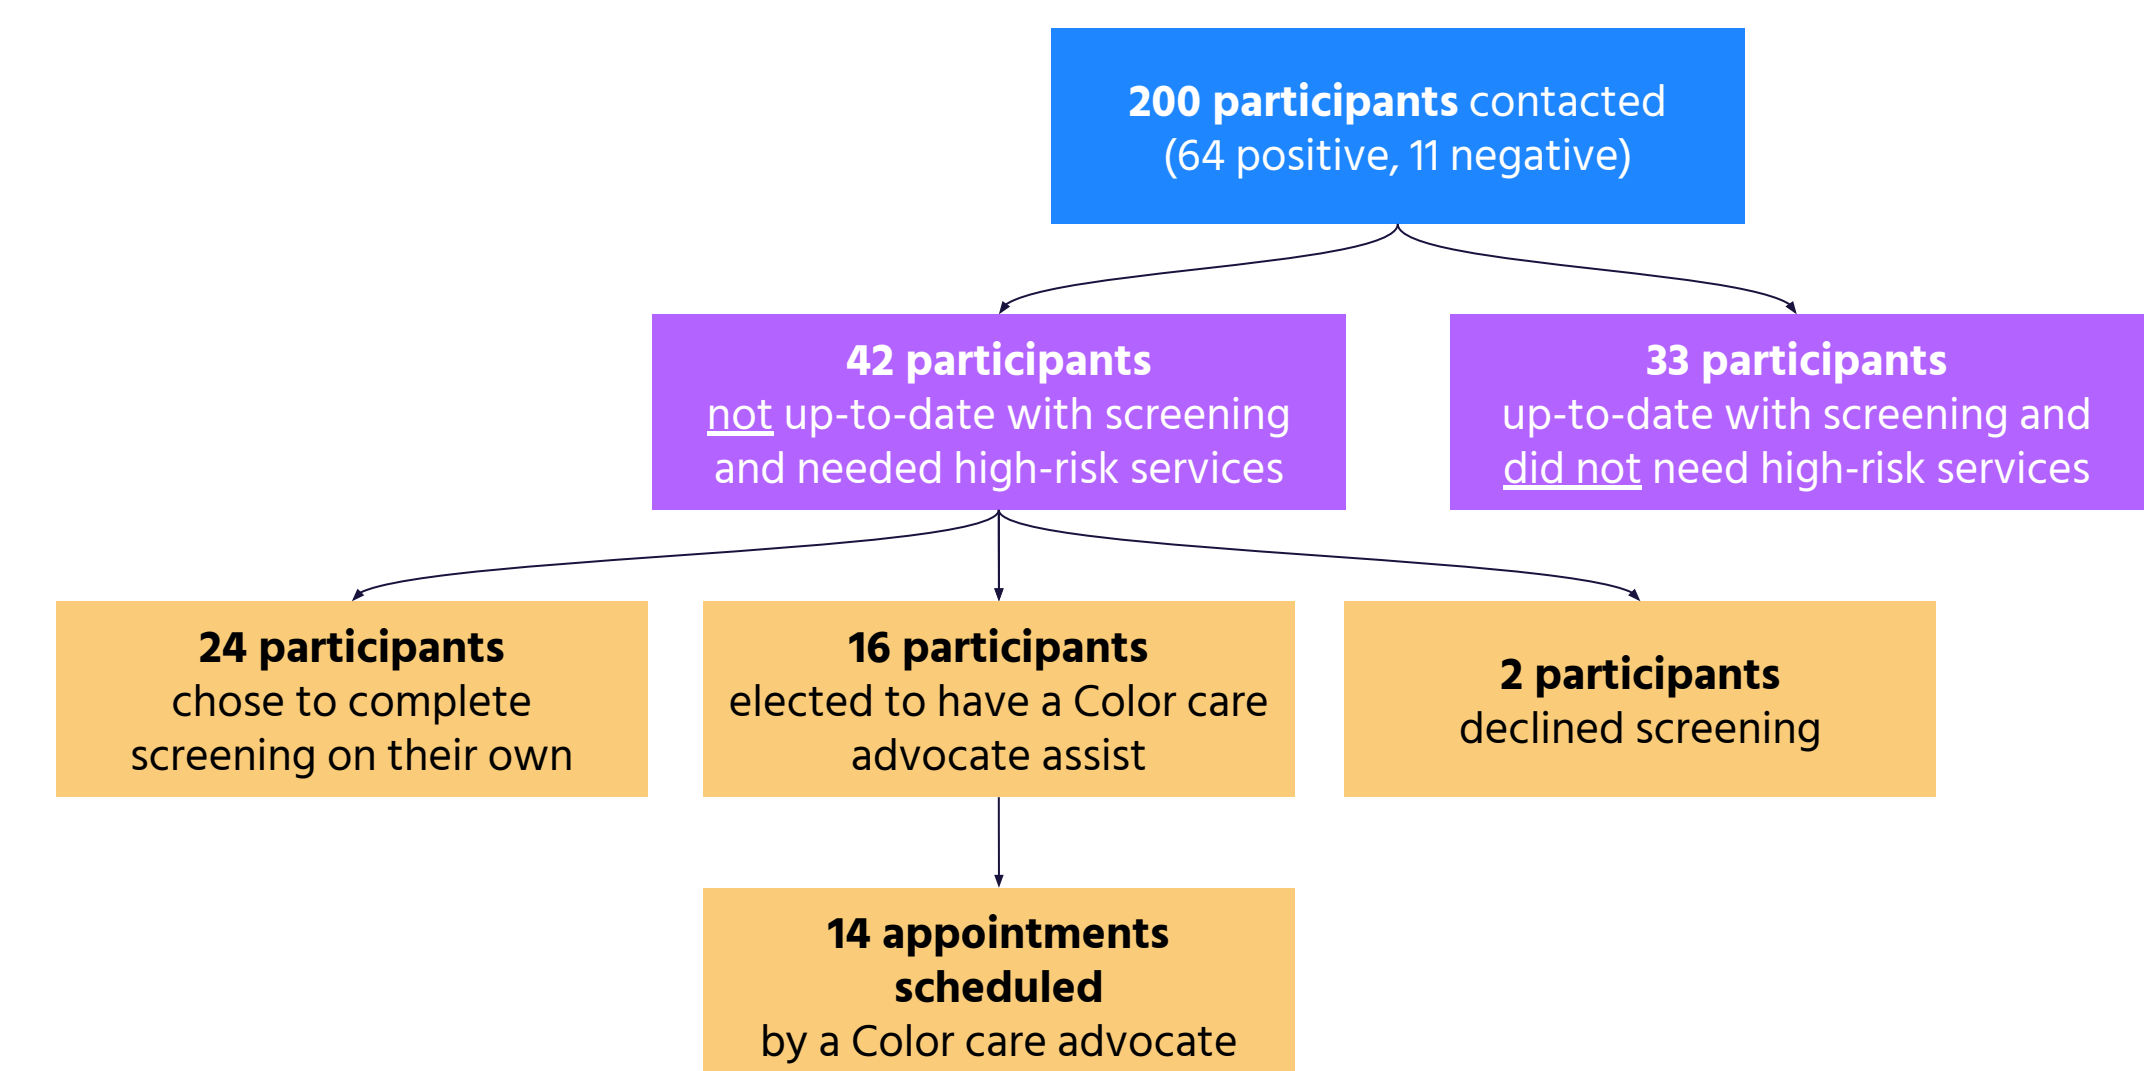 200 participants contacted
(64 positive, 11 negative)
42 participants
not up-to-date with screening
and needed high-risk services
33 participants
up-to-date with screening and
did not need high-risk services
24 participants
chose to complete
screening on their own
16 participants
elected to have a Color care
advocate assist
2 participants
declined screening
14 appointments
scheduled
by a Color care advocate